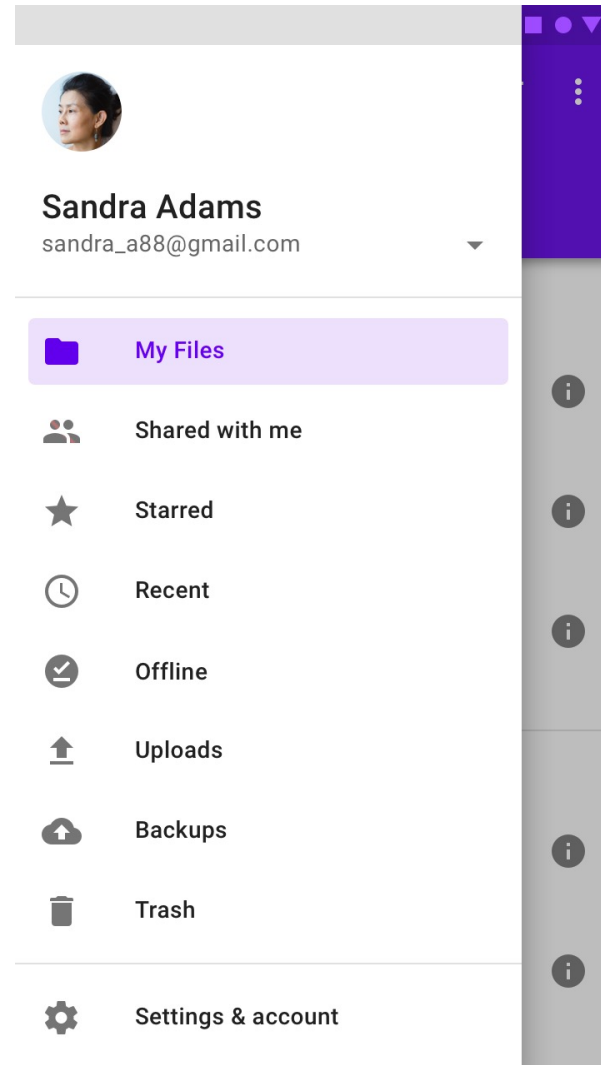 Sandra Adams
sandra_a88@gmail.com
My Files
Shared with me
Starred
Recent
Offline
Uploads
Backups
Trash
Settings & account